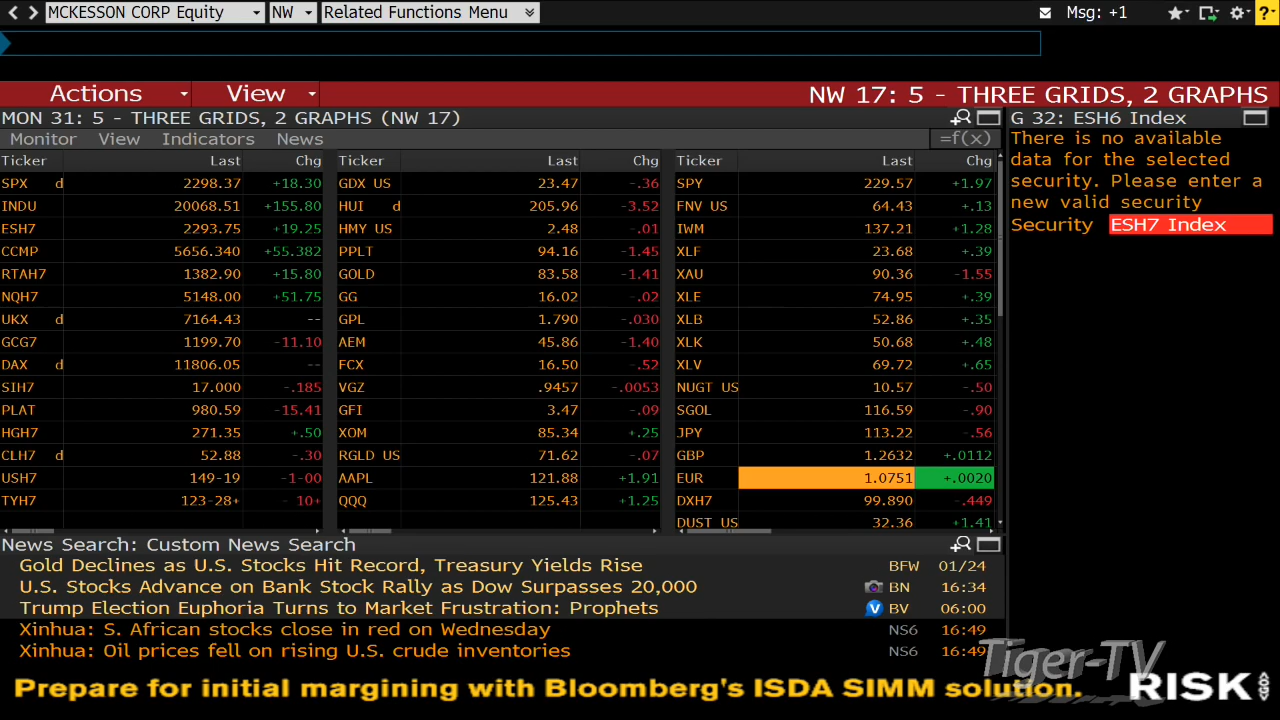 MCKESSON CORP Equity NW Related Functions Menu Msg: +1 ?
Actions View NW 17: 5 - THREE GRIDS, 2 GRAPHS
MON 31: 5 - THREE GRIDS, 2 GRAPHS (NW 17) G 32: ESH6 Index
Monitor View Indicators News =f(x)
There is no available
data for the selected
security. Please enter a
new valid security
Security ESH7 Index
Ticker Last Chg Ticker Last Chg Ticker Last Chg
SPX d 2298.37 +18.30 GDX US 23.47 -.36 SPY 229.57 +1.97
INDU 20068.51 +155.80 HUI d 205.96 -3.52 FNV US 64.43 +.13
ESH7 2293.75 +19.25 HMY US 2.48 -.01 IWM 137.21 +1.28
CCMP 5656.340 +55.382 PPLT 94.16 -1.45 XLF 23.68 +.39
RTAH7 1382.90 +15.80 GOLD 83.58 -1.41 XAU 90.36 -1.55
NQH7 5148.00 +51.75 GG 16.02 -.02 XLE 74.95 +.39
UKX d 7164.43 -- GPL 1.790 -.030 XLB 52.86 +.35
GCG7 1199.70 -11.10 AEM 45.86 -1.40 XLK 50.68 +.48
DAX d 11806.05 -- FCX 16.50 -.52 XLV 69.72 +.65
SIH7 17.000 -.185 VGZ .9457 -.0053 NUGT US 10.57 -.50
PLAT 980.59 -15.41 GFI 3.47 -.09 SGOL 116.59 -.90
HGH7 271.35 +.50 XOM 85.34 +.25 JPY 113.22 -.56
CLH7 d 52.88 -.30 RGLD US 71.62 -.07 GBP 1.2632 +.0112
USH7 149-19 -1-00 AAPL 121.88 +1.91 EUR 1.0751 +.0020
TYH7 123-28+ - 10+ QQQ 125.43 +1.25 DXH7 99.890 -.449
DUST US 32.36 +1.41
News Search: Custom News Search
Gold Declines as U.S. Stocks Hit Record, Treasury Yields Rise BFW 01/24
U.S. Stocks Advance on Bank Stock Rally as Dow Surpasses 20,000 BN 16:34
Trump Election Euphoria Turns to Market Frustration: Prophets V BV 06:00
Xinhua: S. African stocks close in red on Wednesday NS6 16:49
Xinhua: Oil prices fell on rising U.S. crude inventories NS6 16:49
Tiger-TV
Prepare for initial margining with Bloomberg's ISDA SIMM solution. RISK